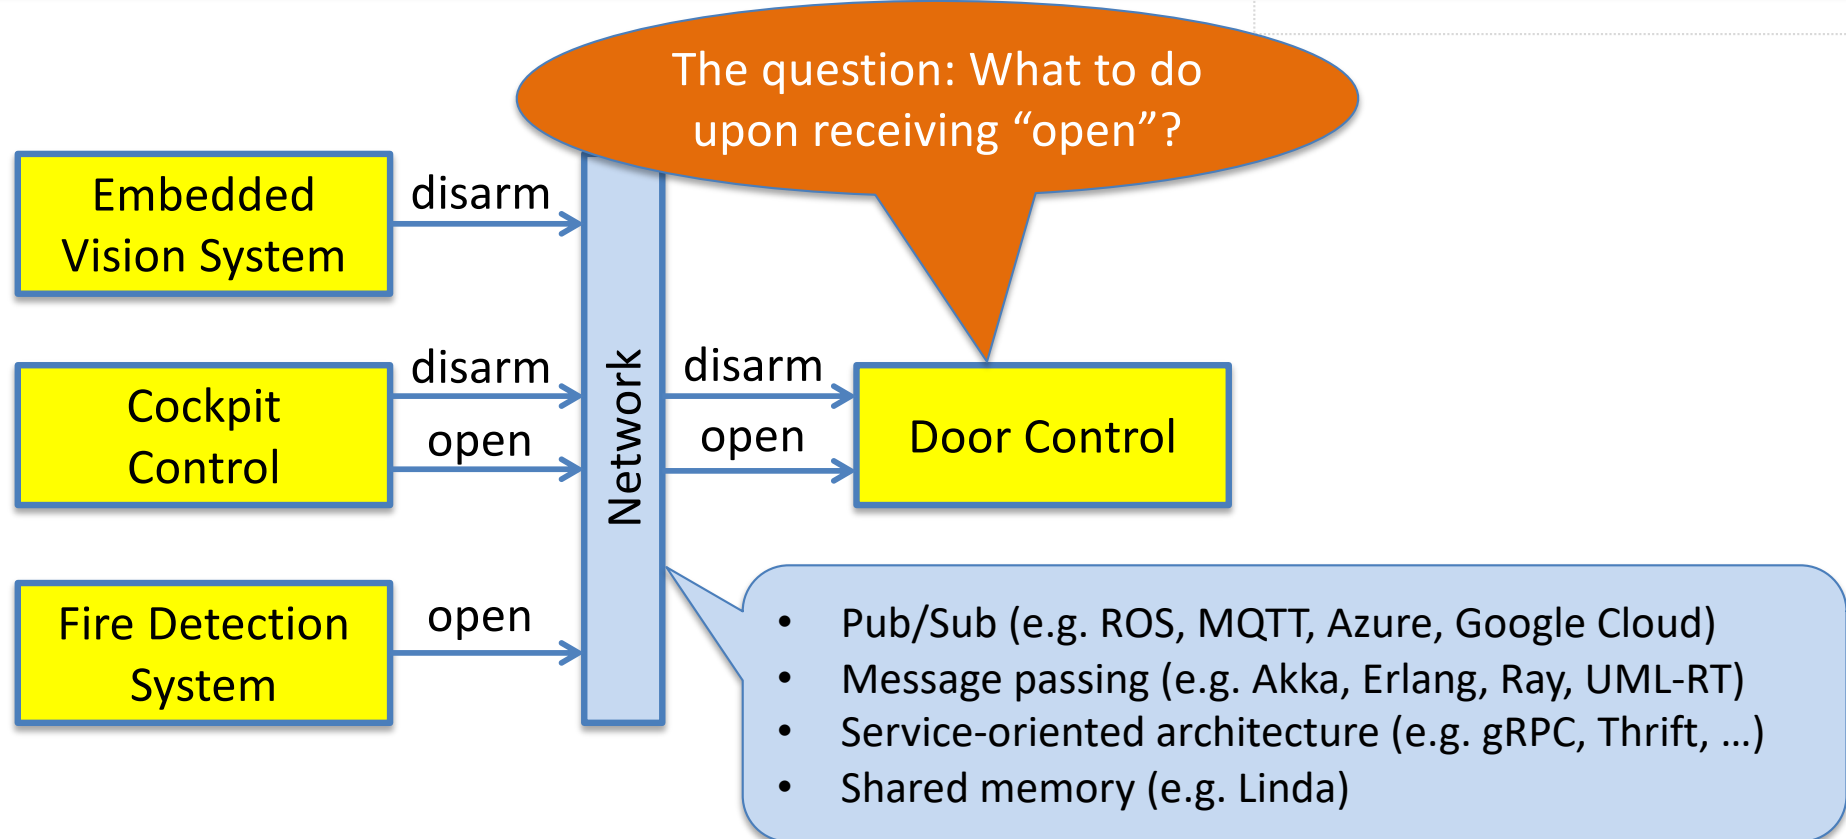 The question: What to do
upon receiving “open”?
Embedded
Vision System
disarm
Cockpit
Control
disarm
open
Network
disarm
open
Door Control
Fire Detection
System
open
• Pub/Sub (e.g. ROS, MQTT, Azure, Google Cloud)
• Message passing (e.g. Akka, Erlang, Ray, UML-RT)
• Service-oriented architecture (e.g. gRPC, Thrift, …)
• Shared memory (e.g. Linda)